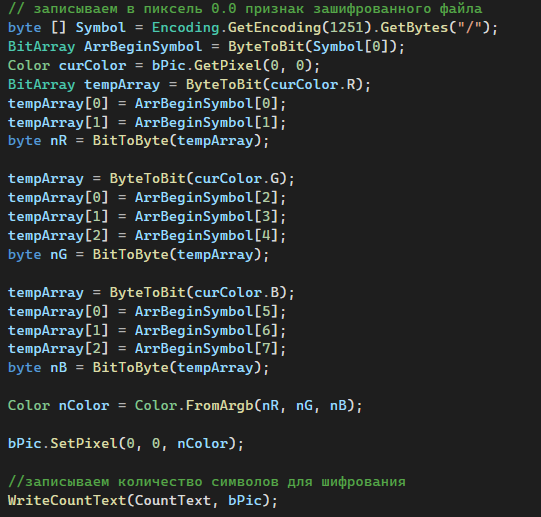 // записываем в пиксель 0.0 признак зашифрованного файла
byte [] Symbol = Encoding.GetEncoding(1251).GetBytes("/");
BitArray ArrBeginSymbol = ByteToBit(Symbol[0]);
Color curColor = bPic.GetPixel(0, 0);
BitArray tempArray = ByteToBit(curColor.R);
tempArray[0] = ArrBeginSymbol[0];
tempArray[1] = ArrBeginSymbol[1];
byte nR = BitToByte(tempArray);

tempArray = ByteToBit(curColor.G);
tempArray[0] = ArrBeginSymbol[2];
tempArray[1] = ArrBeginSymbol[3];
tempArray[2] = ArrBeginSymbol[4];
byte nG = BitToByte(tempArray);

tempArray = ByteToBit(curColor.B);
tempArray[0] = ArrBeginSymbol[5];
tempArray[1] = ArrBeginSymbol[6];
tempArray[2] = ArrBeginSymbol[7];
byte nB = BitToByte(tempArray);

Color nColor = Color.FromArgb(nR, nG, nB);

bPic.SetPixel(0, 0, nColor);

//записываем количество символов для шифрования
WriteCountText(CountText, bPic);